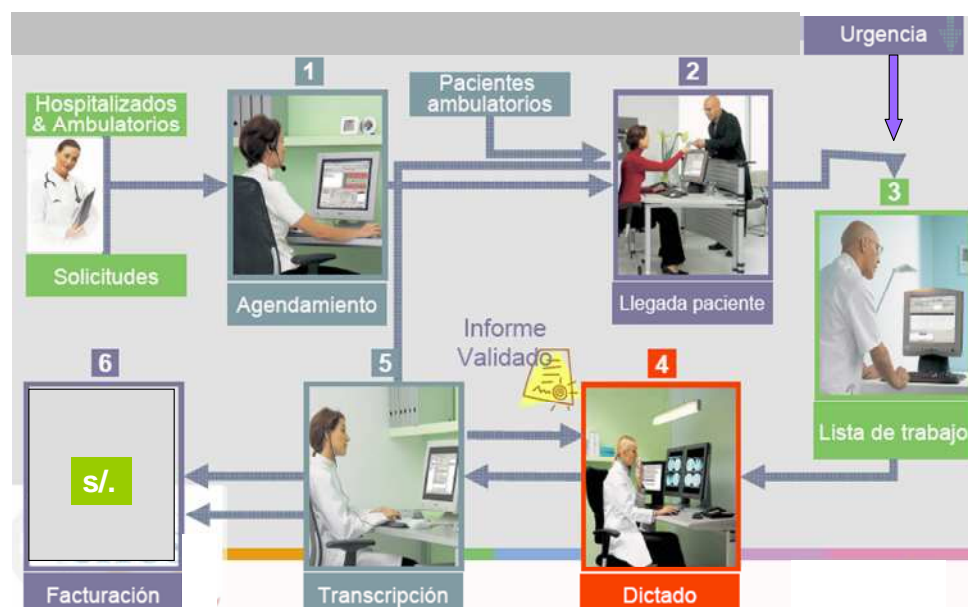 Urgencia
1
Pacientes
ambulatorios
2
Hospitalizados
& Ambulatorios
3
Solicitudes
Agendamiento
Llegada paciente
Informe
Validado
6
5
4
Lista de trabajo
s/.
Facturación
Transcripción
Dictado